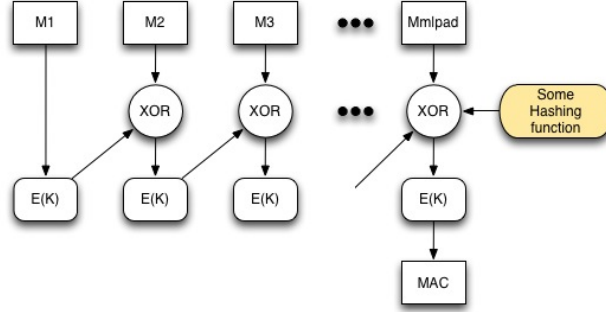 M1
M2
M3
Mmlpad
XOR
XOR
XOR
Some
Hashing
function
E(K)
E(K)
E(K)
E(K)
MAC